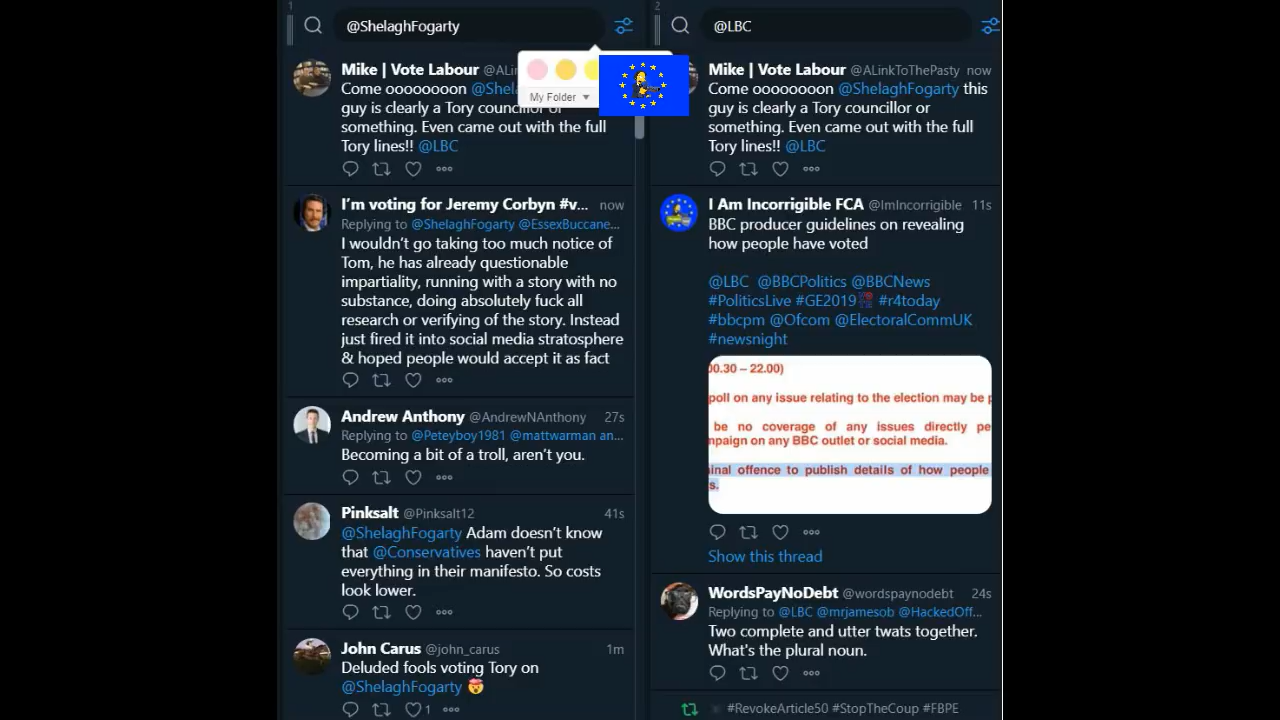 1
@ShelaghFogarty
Mike | Vote Labour @ALin
Come ooooooooon @Shela
guy is clearly a Tory councillor or
something. Even came out with the full
Tory lines!! @LBC
My Folder
I'm voting for Jeremy Corbyn #v... now
Replying to @ShelaghFogarty @EssexBuccane...
I wouldn't go taking too much notice of
Tom, he has already questionable
impartiality, running with a story with no
substance, doing absolutely fuck all
research or verifying of the story. Instead
just fired it into social media stratosphere
& hoped people would accept it as fact
Andrew Anthony @AndrewNAnthony 27s
Replying to @Peteyboy1981 @mattwarman an...
Becoming a bit of a troll, aren't you.
Pinksalt @Pinksalt12 41s
@ShelaghFogarty Adam doesn't know
that @Conservatives haven't put
everything in their manifesto. So costs
look lower.
John Carus @john_carus 1m
Deluded fools voting Tory on
@ShelaghFogarty 🤯
1
2
@LBC
Mike | Vote Labour @ALinkToThePasty now
Come ooooooooon @ShelaghFogarty this
guy is clearly a Tory councillor or
something. Even came out with the full
Tory lines!! @LBC
I Am Incorrigible FCA @ImIncorrigible 11s
BBC producer guidelines on revealing
how people have voted
@LBC @BBCPolitics @BBCNews
#PoliticsLive #GE2019 #r4today
#bbcpm @Ofcom @ElectoralCommUK
#newsnight
00.30 – 22.00)
poll on any issue relating to the election may be p
be no coverage of any issues directly pe
npaign on any BBC outlet or social media.
inal offence to publish details of how people
s.
Show this thread
WordsPayNoDebt @wordspaynodebt 24s
Replying to @LBC @mrjamesob @HackedOff...
Two complete and utter twats together.
What's the plural noun.
#RevokeArticle50 #StopTheCoup #FBPE